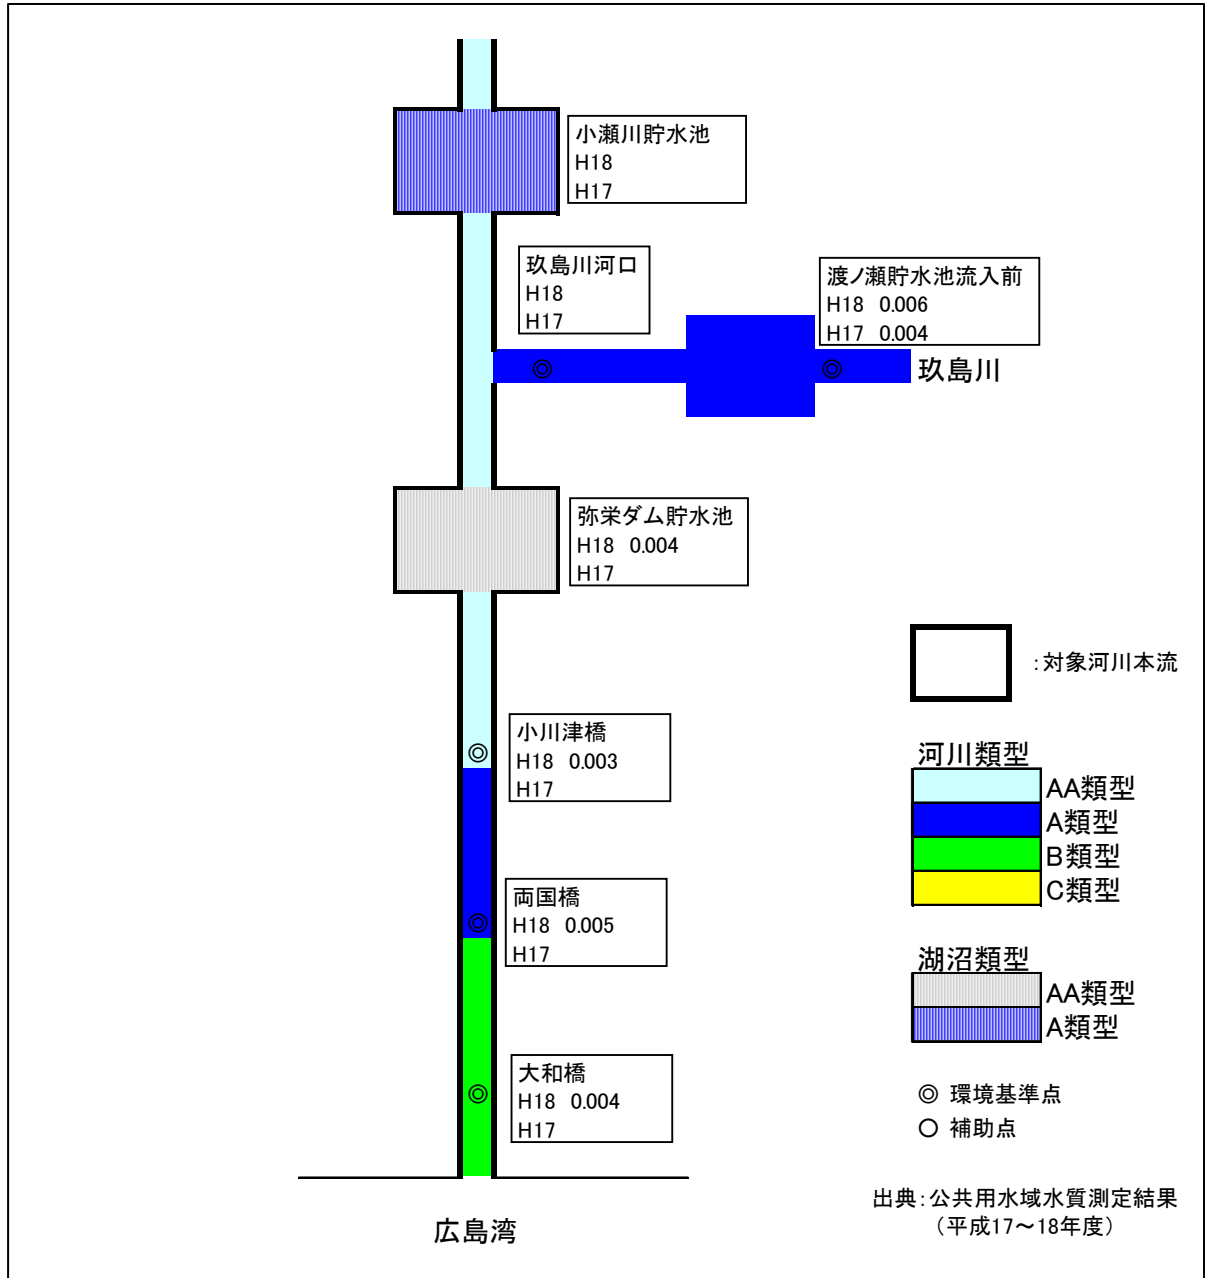 小瀬川貯水池
H18
H17
玖島川河口
H18
H17
渡ノ瀬貯水池流入前
H18 0.006
H17 0.004
玖島川
弥栄ダム貯水池
H18 0.004
H17
:対象河川本流
小川津橋
H18 0.003
H17
河川類型
AA類型
A類型
B類型
C類型
両国橋
H18 0.005
H17
湖沼類型
AA類型
A類型
大和橋
H18 0.004
H17
◎ 環境基準点
○ 補助点
出典:公共用水域水質測定結果
(平成17~18年度)
広島湾